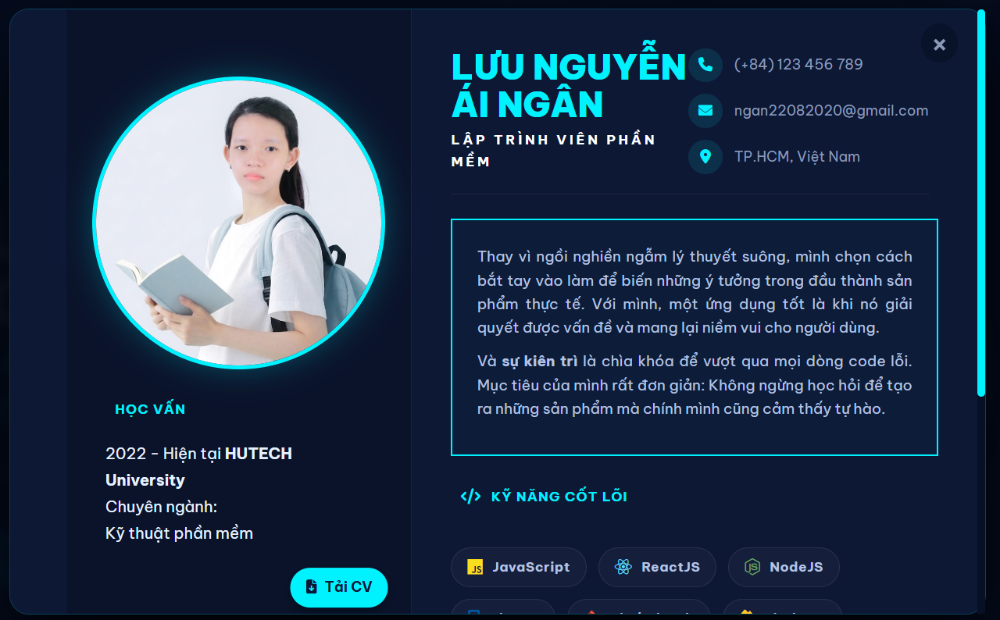 LƯU NGUYỄN
ÁI NGÂN
LẬP TRÌNH VIÊN PHẦN
MỀM
(+84) 123 456 789
ngan22082020@gmail.com
TP.HCM, Việt Nam
Thay vì ngồi nghiền ngẫm lý thuyết suông, mình chọn cách
bắt tay vào làm để biến những ý tưởng trong đầu thành sản
phẩm thực tế. Với mình, một ứng dụng tốt là khi nó giải
quyết được vấn đề và mang lại niềm vui cho người dùng.
Và sự kiên trì là chìa khóa để vượt qua mọi dòng code lỗi.
Mục tiêu của mình rất đơn giản: Không ngừng học hỏi để tạo
ra những sản phẩm mà chính mình cũng cảm thấy tự hào.
HỌC VẤN
2022 - Hiện tại HUTECH
University
Chuyên ngành:
Kỹ thuật phần mềm
Tải CV
KỸ NĂNG CỐT LÕI
JS JavaScript
ReactJS
NodeJS